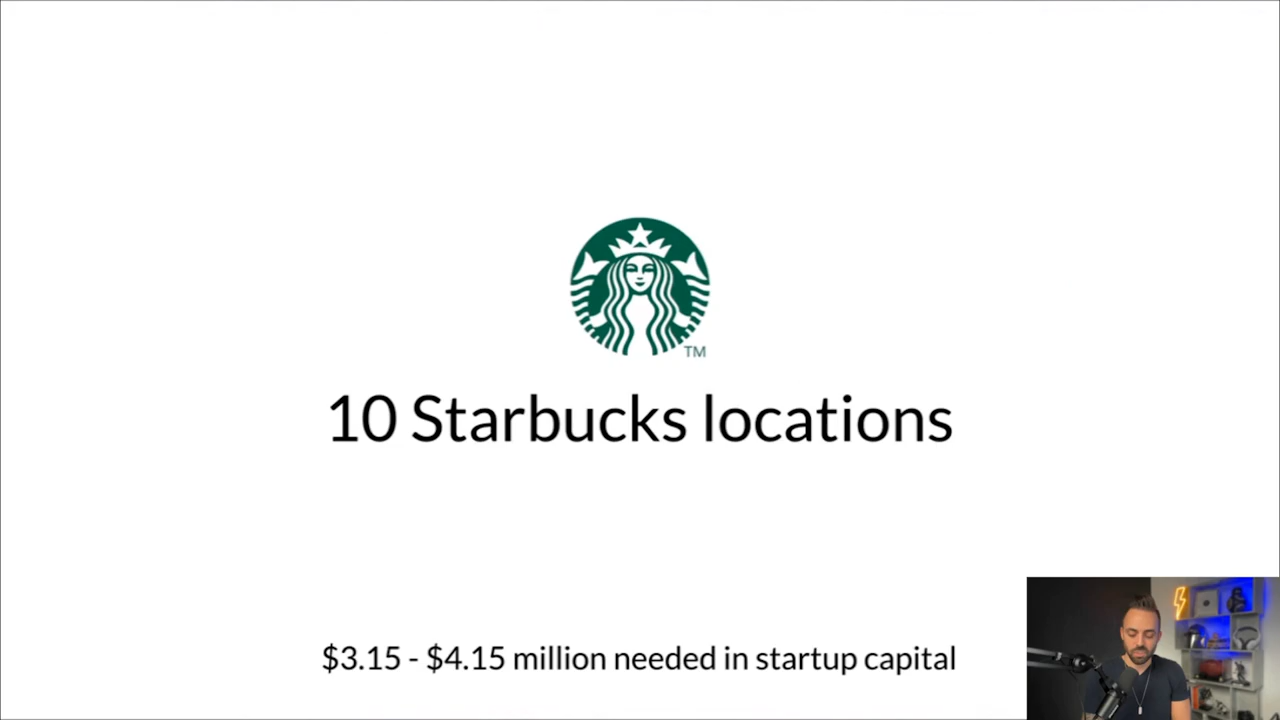 TM
10 Starbucks locations
$3.15 - $4.15 million needed in startup capital